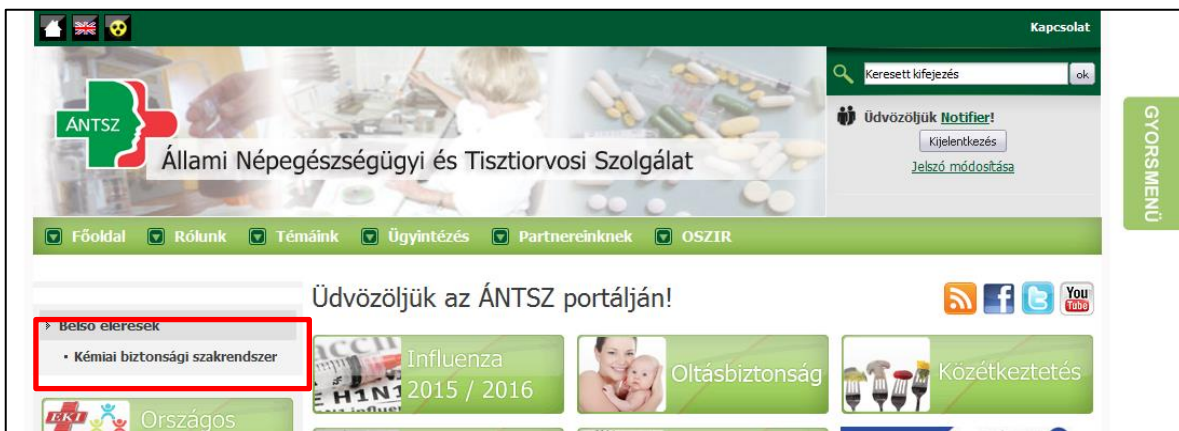 Kapcsolat
Keresett kifejezés
ok
ÁNTSZ
Állami Népegészségügyi és Tisztiorvosi Szolgálat
Üdvözöljük Notifier!
Kijelentkezés
Jelszó módosítása
GYORSMENÜ
Főoldal Rólunk Témáink Ügyintézés Partnereinknek OSZIR
Üdvözöljük az ÁNTSZ portálján!
You
Tube
Belső elérések
• Kémiai biztonsági szakrendszer
Influenza
2015 / 2016
H1N1
Oltásbiztonság
Közétkeztetés
EKI
Országos